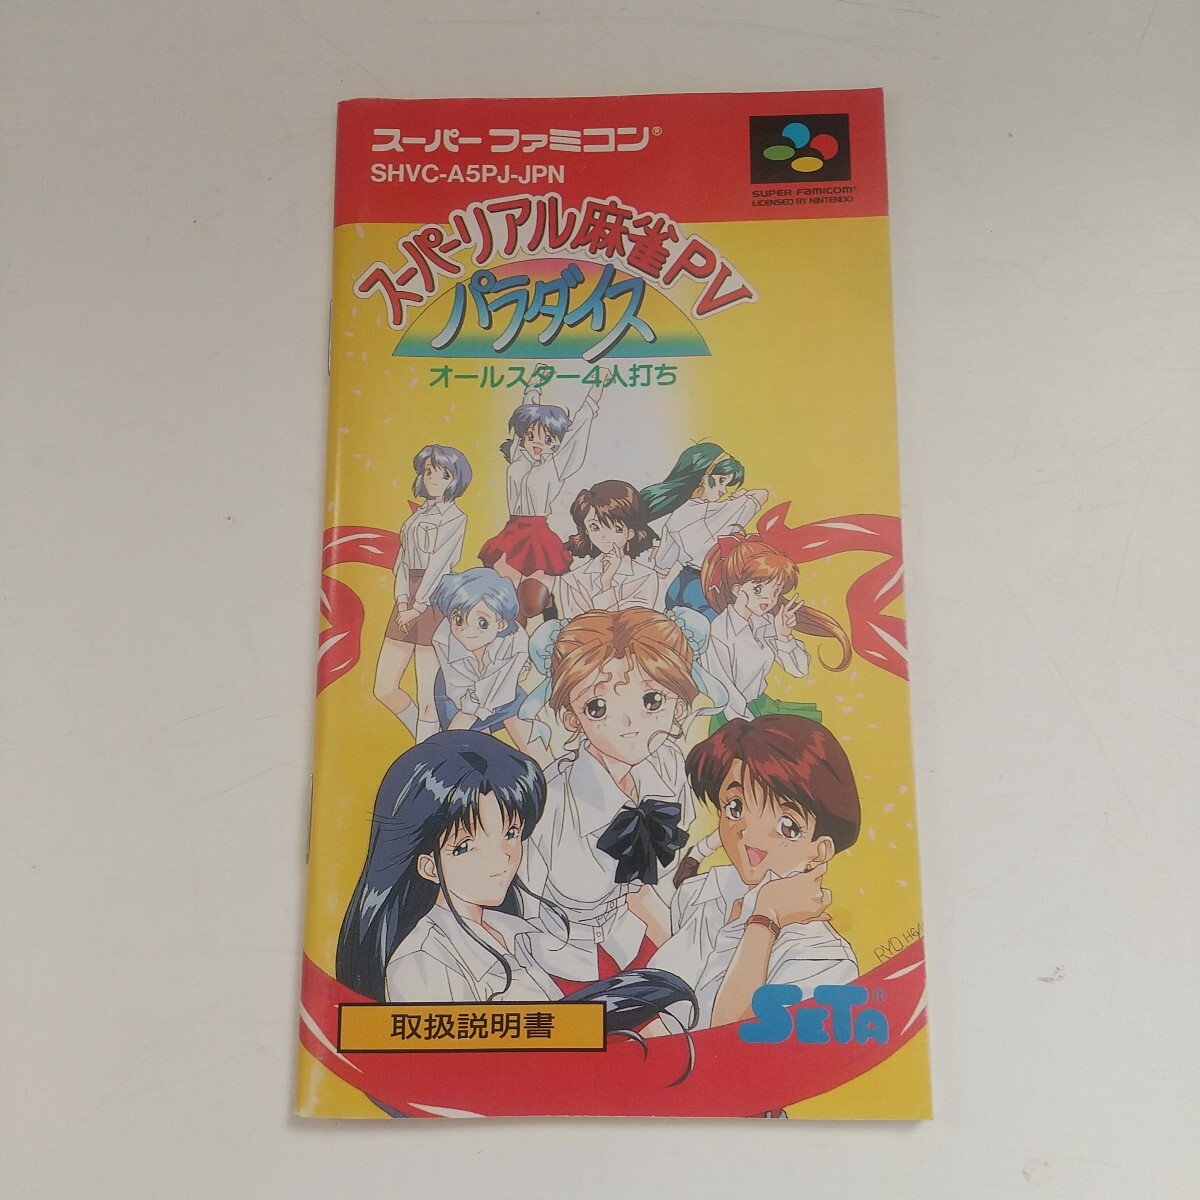 スーパーファミコン®
SHVC-A5PJ-JPN
SUPER FAMICOM®
LICENSED BY NINTENDO
スーパーリアル麻雀PV
パラダイス
オールスター4人打ち
RYO
取扱説明書
SETA®